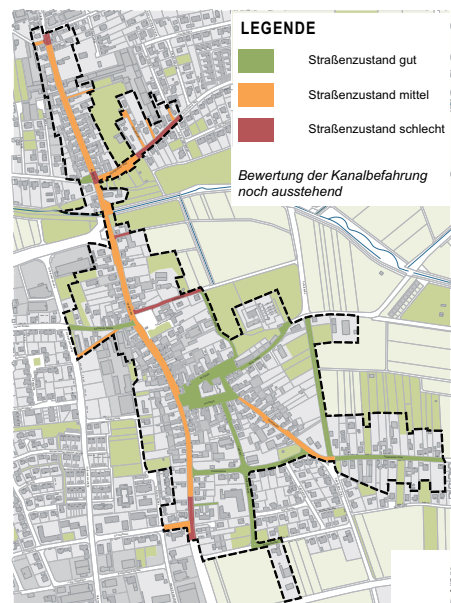 LEGENDE
Straßenzustand gut
Straßenzustand mittel
Straßenzustand schlecht
Bewertung der Kanalbefahrung
noch ausstehend